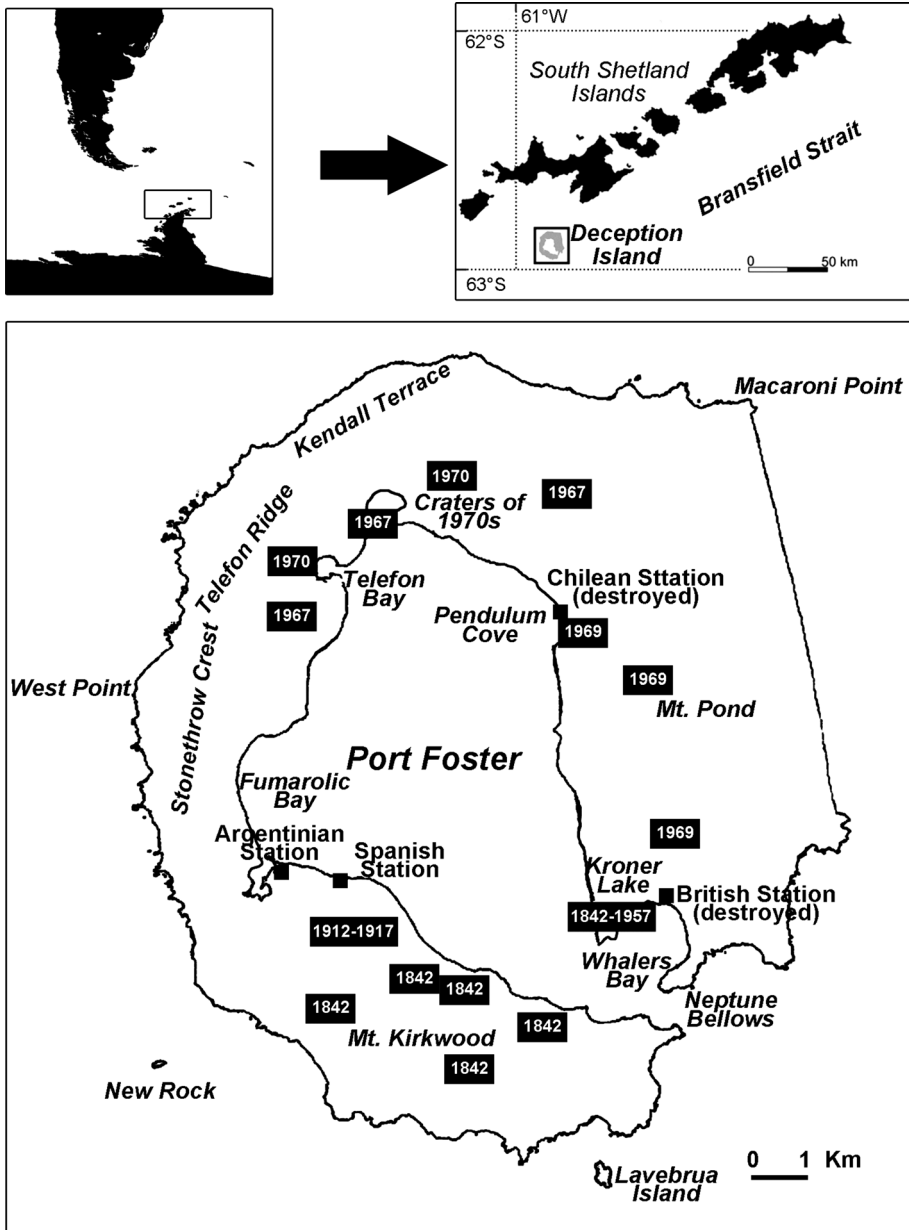 61°W
62°S
South Shetland
Islands
Bransfield Strait
Deception
Island
0 50 km
63°S
Macaroni Point
Kendall Terrace
1970
Craters of
1970s
1967
1967
Telefon Ridge
1970
Telefon
Bay
Chilean Sttation
(destroyed)
1967
Pendulum
Cove
1969
Stonethrow Crest
West Point
1969
Mt. Pond
Port Foster
Fumarolic
Bay
Argentinian
Station
Spanish
Station
1969
Kroner
Lake
British Station
(destroyed)
1842-1957
1912-1917
Whalers
Bay
1842
1842
1842
Neptune
Bellows
1842
Mt. Kirkwood
1842
New Rock
0 1 Km
Lavebrua
Island